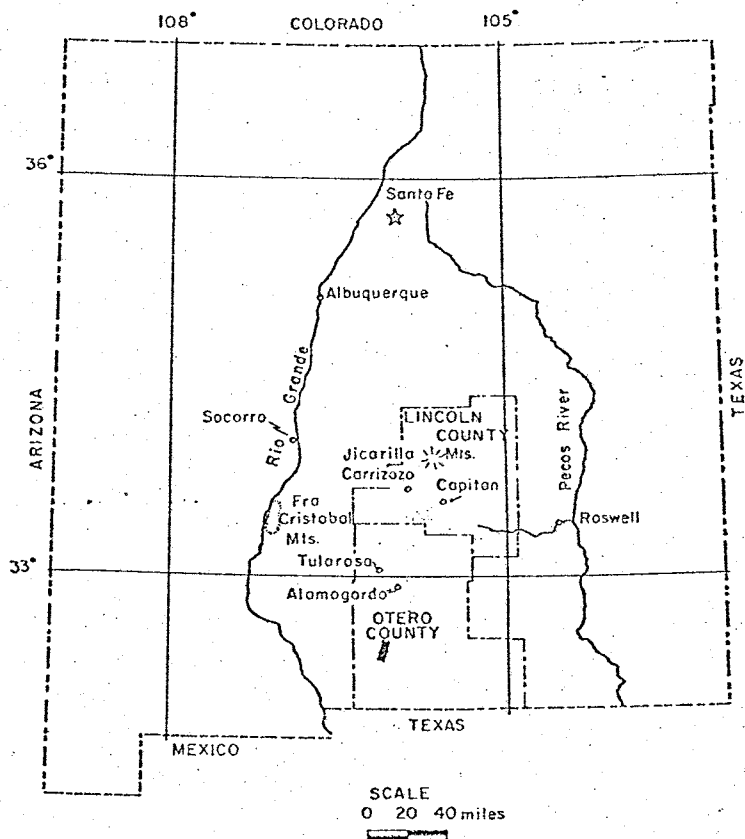 108°
COLORADO
105°
36°
Santa Fe
Albuquerque
ARIZONA
TEXAS
Rio Grande
Socorro
LINCOLN
COUNTY
Jicarilla Mts.
Carrizozo
Capitan
Pecos River
Roswell
Fra
Cristobal
Mts.
33°
Tularosa
Alamogordo
OTERO
COUNTY
TEXAS
MEXICO
SCALE
0 20 40 miles